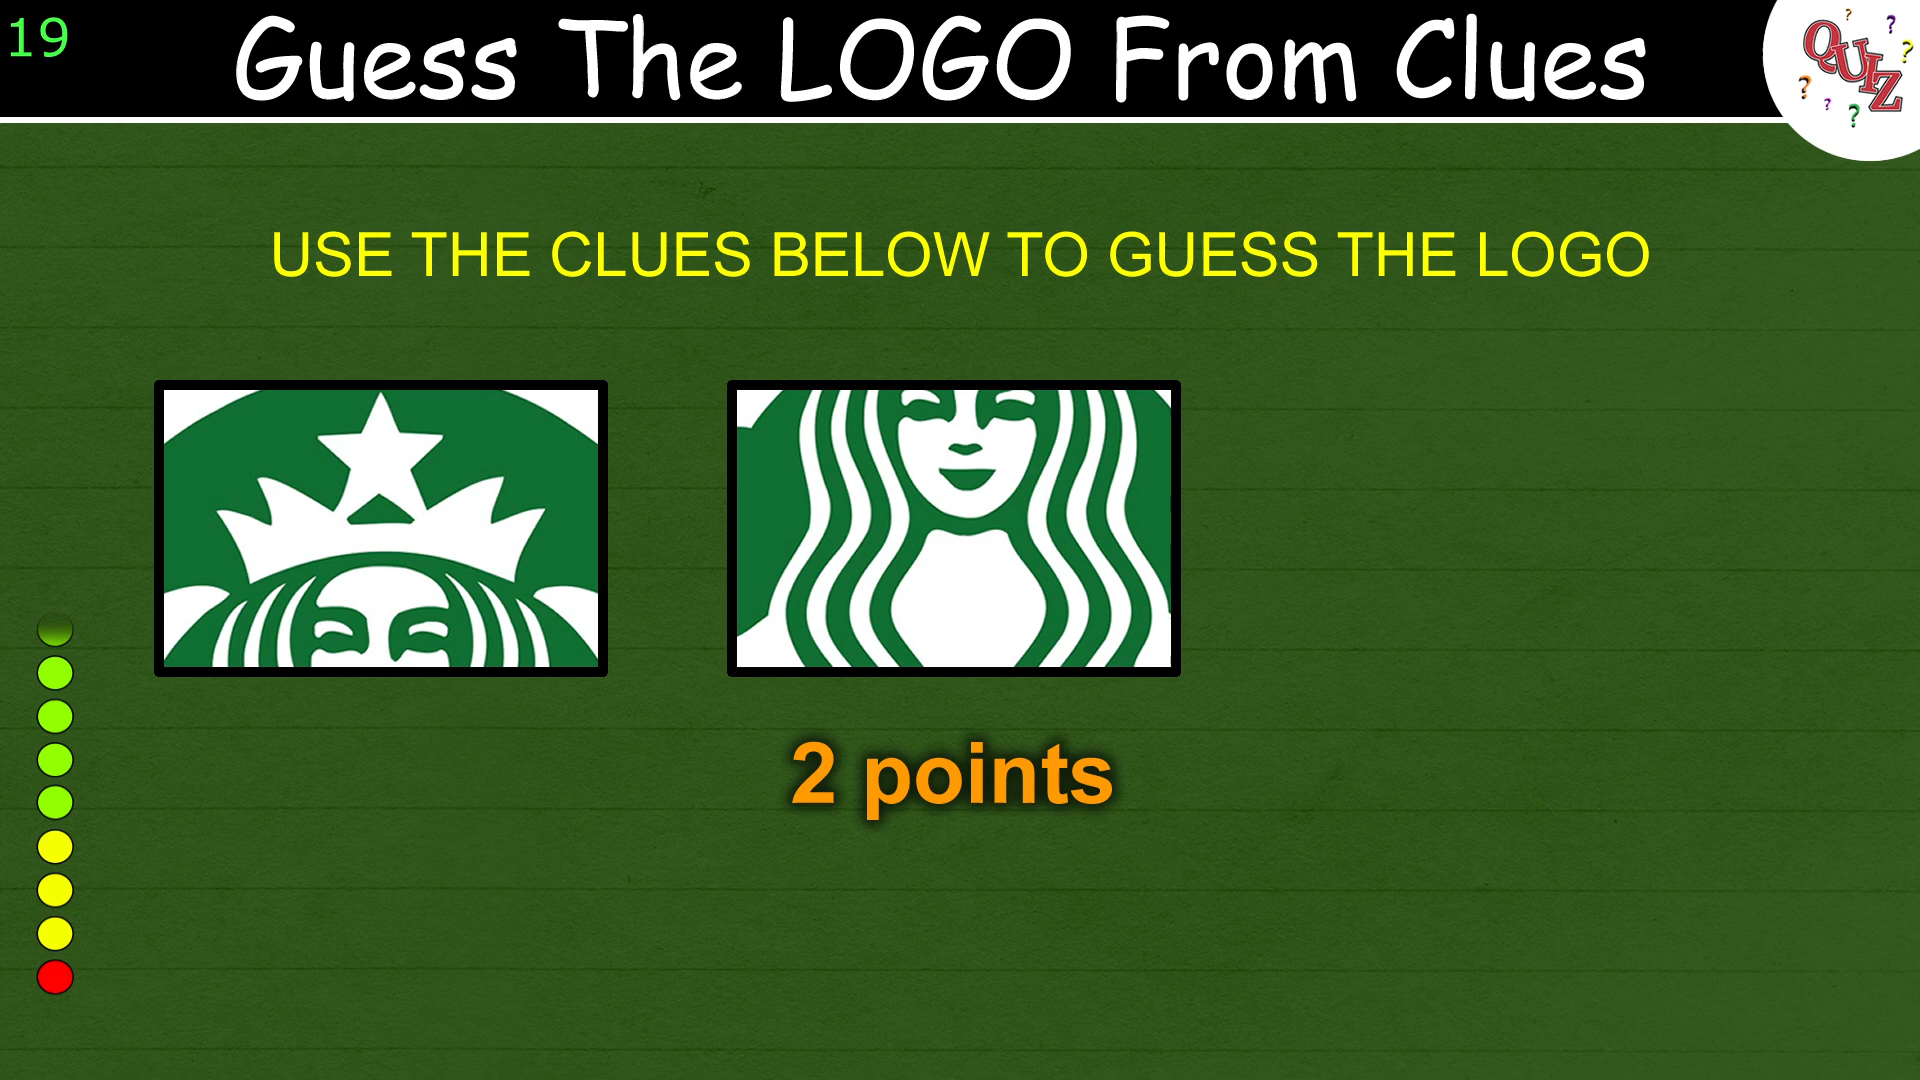 19
Guess The LOGO From Clues
QUIZ
? ? ? ? ? ?
USE THE CLUES BELOW TO GUESS THE LOGO
2 points